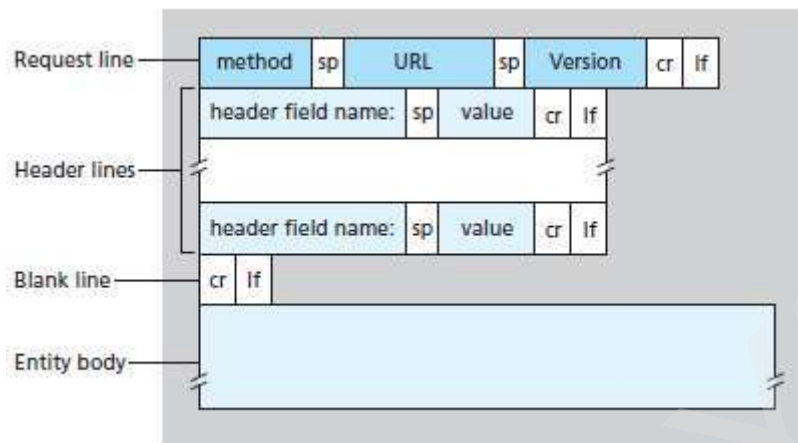 Request line method sp URL sp Version cr lf
header field name: sp value cr lf
Header lines
header field name: sp value cr lf
Blank line cr lf
Entity body